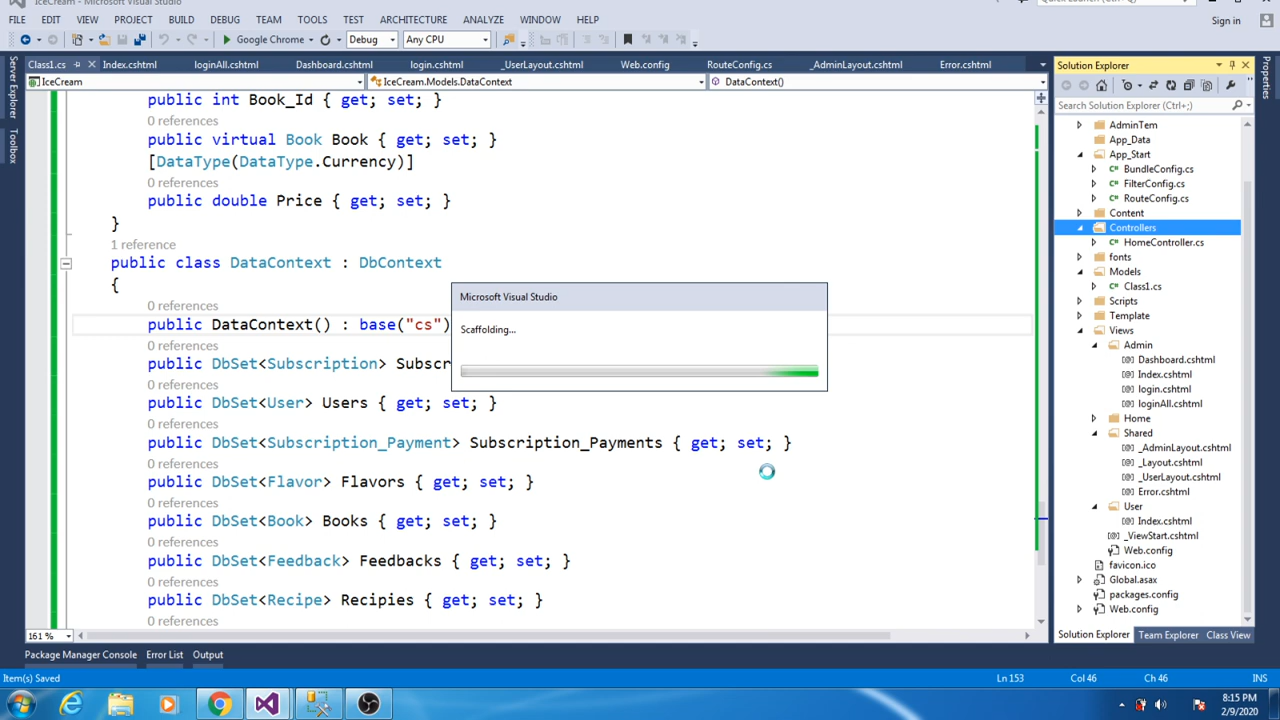 IceCream - Microsoft Visual Studio
Quick Launch (Ctrl+Q)
FILE EDIT VIEW PROJECT BUILD DEBUG TEAM TOOLS TEST ARCHITECTURE ANALYZE WINDOW HELP
Sign in
Google Chrome Debug Any CPU
Class1.cs Index.cshtml loginAll.cshtml Dashboard.cshtml login.cshtml _UserLayout.cshtml Web.config RouteConfig.cs _AdminLayout.cshtml Error.cshtml
IceCream IceCream.Models.DataContext DataContext()
Server Explorer
Toolbox
public int Book_Id { get; set; }
0 references
public virtual Book Book { get; set; }
[DataType(DataType.Currency)]
0 references
public double Price { get; set; }
}
1 reference
public class DataContext : DbContext
{
0 references
public DataContext() : base("cs")
0 references
public DbSet<Subscription> Subscr
0 references
public DbSet<User> Users { get; set; }
0 references
public DbSet<Subscription_Payment> Subscription_Payments { get; set; }
0 references
public DbSet<Flavor> Flavors { get; set; }
0 references
public DbSet<Book> Books { get; set; }
0 references
public DbSet<Feedback> Feedbacks { get; set; }
0 references
public DbSet<Recipe> Recipies { get; set; }
0 references
161 %
Microsoft Visual Studio
Scaffolding...
Solution Explorer
Search Solution Explorer (Ctrl+;)
AdminTem
App_Data
App_Start
BundleConfig.cs
FilterConfig.cs
RouteConfig.cs
Content
Controllers
HomeController.cs
fonts
Models
Class1.cs
Scripts
Template
Views
Admin
Dashboard.cshtml
Index.cshtml
login.cshtml
loginAll.cshtml
Home
Shared
_AdminLayout.cshtml
_Layout.cshtml
_UserLayout.cshtml
Error.cshtml
User
Index.cshtml
_ViewStart.cshtml
Web.config
favicon.ico
Global.asax
packages.config
Web.config
Solution Explorer Team Explorer Class View
Properties
Package Manager Console Error List Output
Item(s) Saved Ln 153 Col 46 Ch 46 INS
8:15 PM
2/9/2020